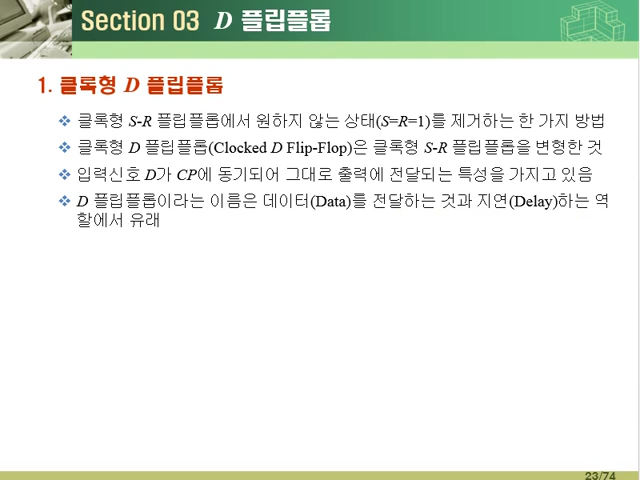 Section 03 D 플립플롭
1. 클록형 D 플립플롭
❖ 클록형 S-R 플립플롭에서 원하지 않는 상태(S=R=1)를 제거하는 한 가지 방법
❖ 클록형 D 플립플롭(Clocked D Flip-Flop)은 클록형 S-R 플립플롭을 변형한 것
❖ 입력신호 D가 CP에 동기되어 그대로 출력에 전달되는 특성을 가지고 있음
❖ D 플립플롭이라는 이름은 데이터(Data)를 전달하는 것과 지연(Delay)하는 역
할에서 유래
23/74